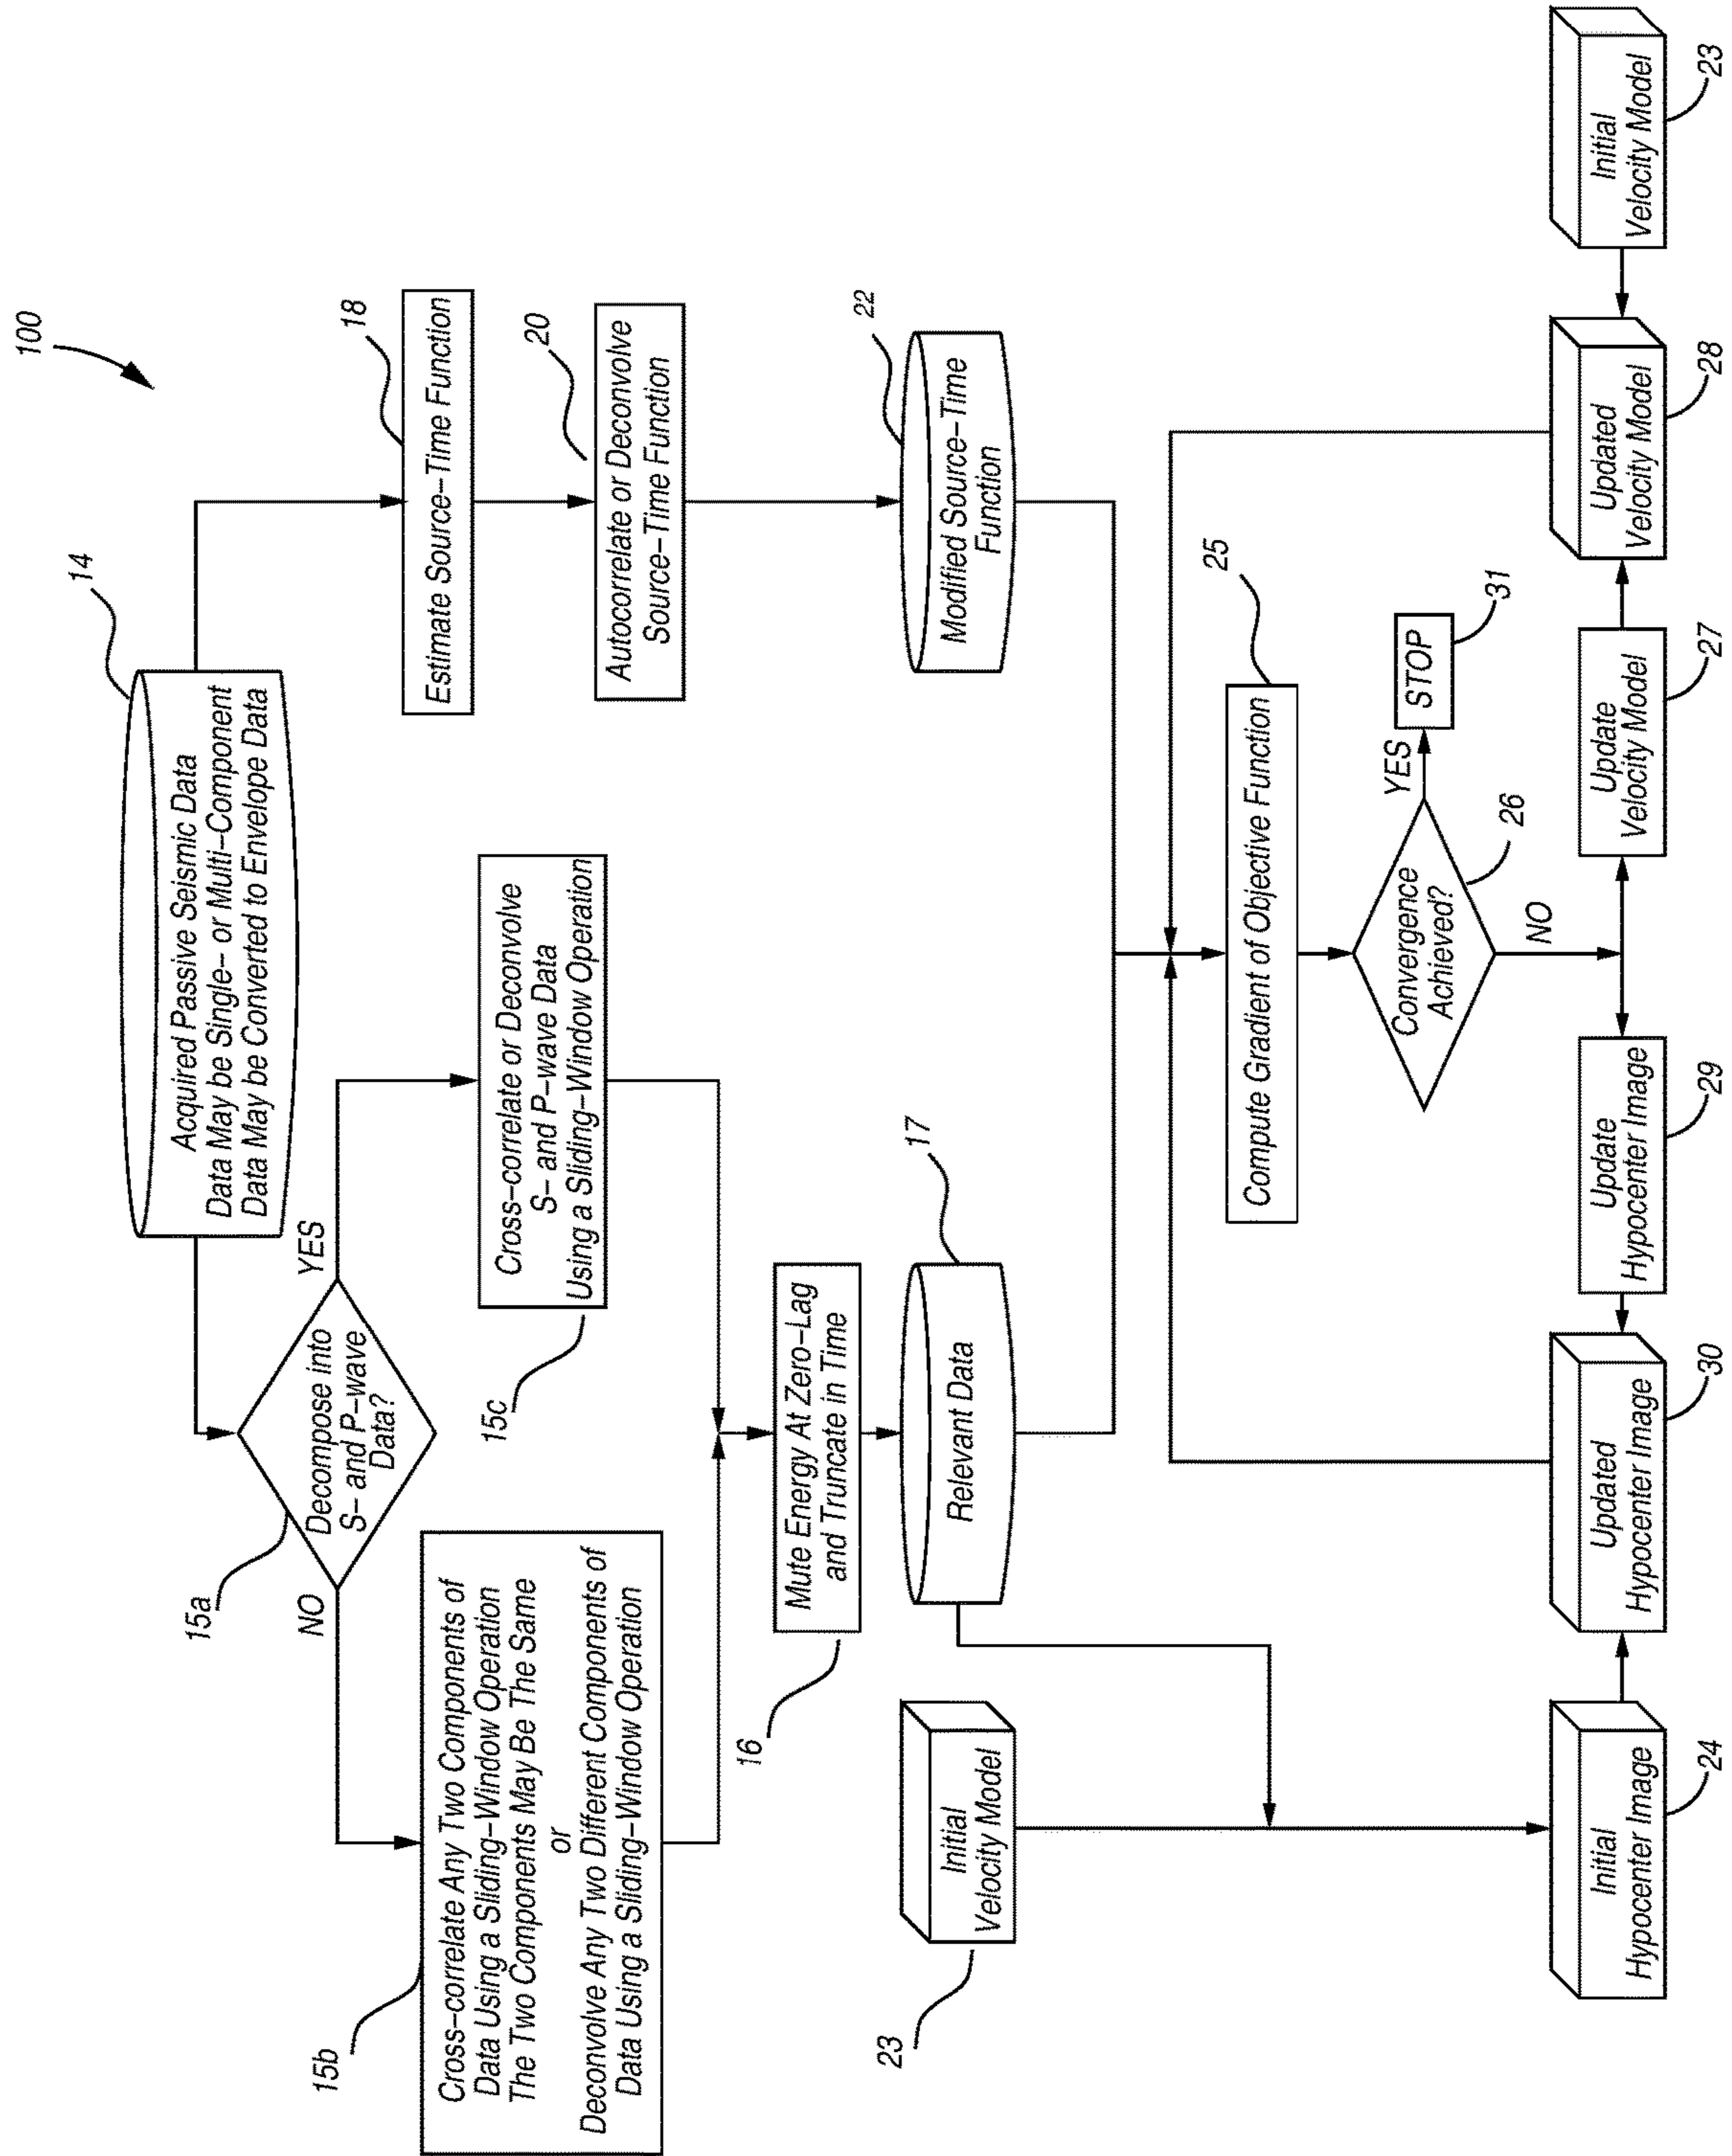 100
14
Acquired Passive Seismic Data
Data May be Single- or Multi-Component
Data May be Converted to Envelope Data
15a
Decompose into
S- and P-wave
Data?
NO
YES
15b
Cross-correlate Any Two Components of
Data Using a Sliding-Window Operation
The Two Components May Be The Same
or
Deconvolve Any Two Different Components of
Data Using a Sliding-Window Operation
15c
Cross-correlate or Deconvolve
S- and P-wave Data
Using a Sliding-Window Operation
18
Estimate Source-Time Function
20
Autocorrelate or Deconvolve
Source-Time Function
16
Mute Energy At Zero-Lag
and Truncate in Time
17
Relevant Data
22
Modified Source-Time
Function
23
Initial
Velocity Model
25
Compute Gradient of Objective Function
26
Convergence
Achieved?
YES
STOP
31
NO
Initial
Hypocenter Image
24
Updated
Hypocenter Image
30
Update
Hypocenter Image
29
Update
Velocity Model
27
Updated
Velocity Model
28
Initial
Velocity Model
23